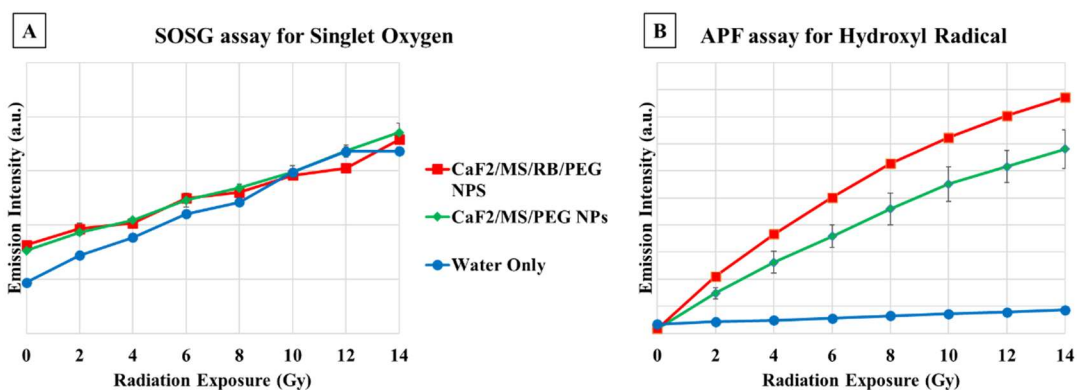 A
SOSG assay for Singlet Oxygen
Emission Intensity (a.u.)
0 2 4 6 8 10 12 14
Radiation Exposure (Gy)
CaF2/MS/RB/PEG
NPS
CaF2/MS/PEG NPs
Water Only
B
APF assay for Hydroxyl Radical
Emission Intensity (a.u.)
0 2 4 6 8 10 12 14
Radiation Exposure (Gy)